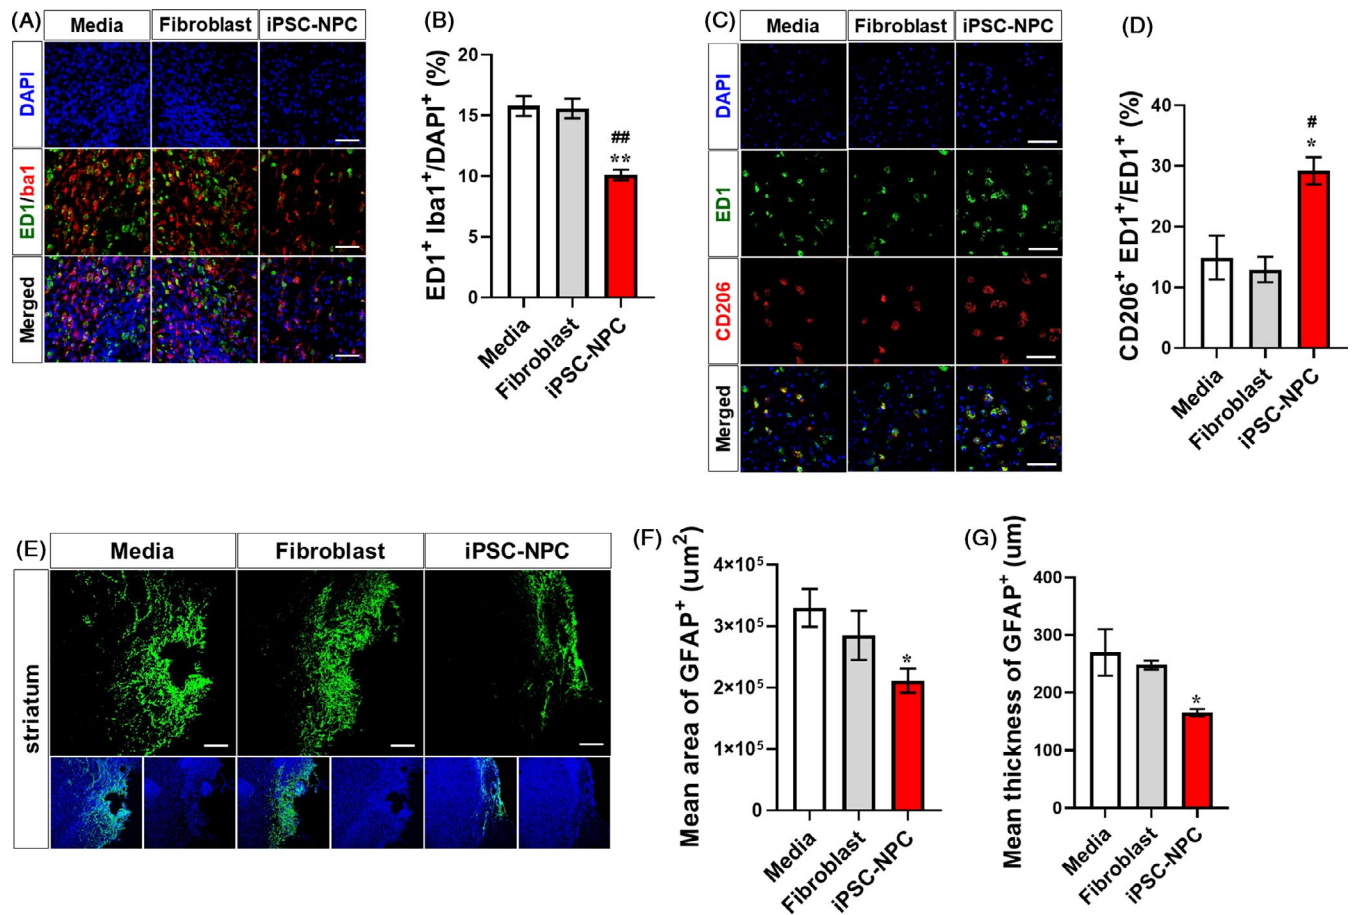 (A)
Media
Fibroblast
iPSC-NPC
DAPI
ED1/Iba1
Merged
(B)
ED1⁺ Iba1⁺/DAPI⁺ (%)
20
15
10
5
0
##
**
Media
Fibroblast
iPSC-NPC
(C)
Media
Fibroblast
iPSC-NPC
DAPI
ED1
CD206
Merged
(D)
CD206⁺ ED1⁺/ED1⁺ (%)
40
30
20
10
0
#
*
Media
Fibroblast
iPSC-NPC
(E)
Media
Fibroblast
iPSC-NPC
striatum
(F)
Mean area of GFAP⁺ (um²)
4×10⁵
3×10⁵
2×10⁵
1×10⁵
0
*
Media
Fibroblast
iPSC-NPC
(G)
Mean thickness of GFAP⁺ (um)
400
300
200
100
0
*
Media
Fibroblast
iPSC-NPC